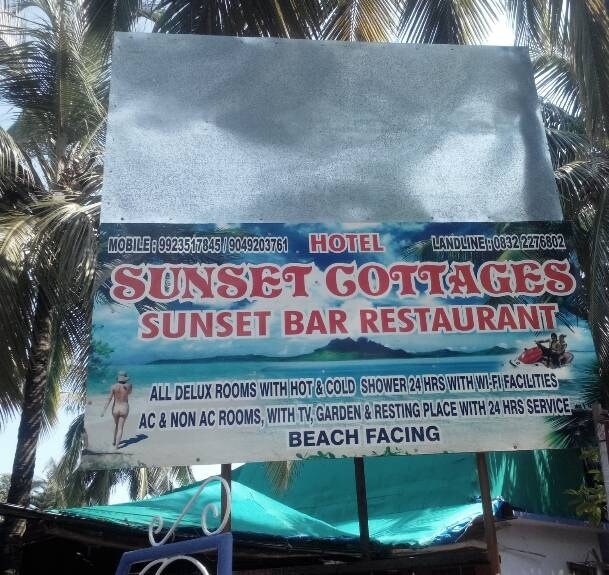 MOBILE : 9923517845 / 9049203761 HOTEL LANDLINE : 0832 2276802
SUNSET COTTAGES
SUNSET BAR RESTAURANT
ALL DELUX ROOMS WITH HOT & COLD SHOWER 24 HRS WITH WI-FI FACILITIES
AC & NON AC ROOMS, WITH TV, GARDEN & RESTING PLACE WITH 24 HRS SERVICE
BEACH FACING